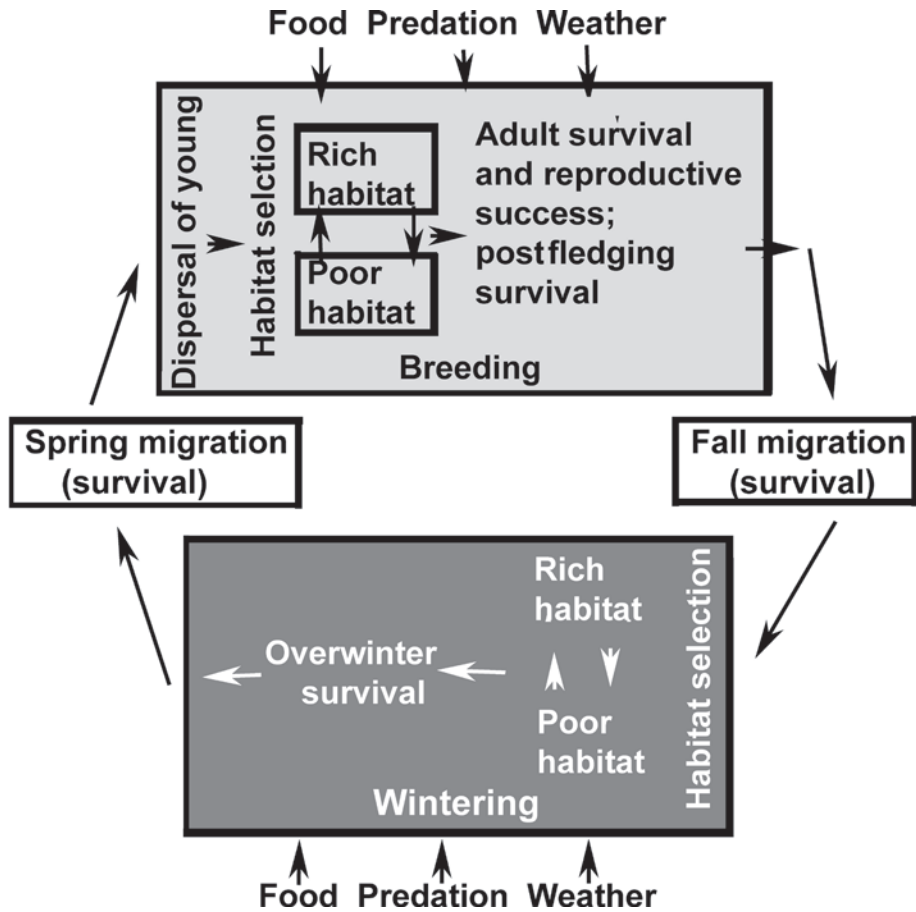 Food Predation Weather
Dispersal of young
Habitat selction
Rich
habitat
Poor
habitat
Adult survival
and reproductive
success;
postfledging
survival
Breeding
Spring migration
(survival)
Fall migration
(survival)
Rich
habitat
Poor
habitat
Habitat selection
Overwinter
survival
Wintering
Food Predation Weather